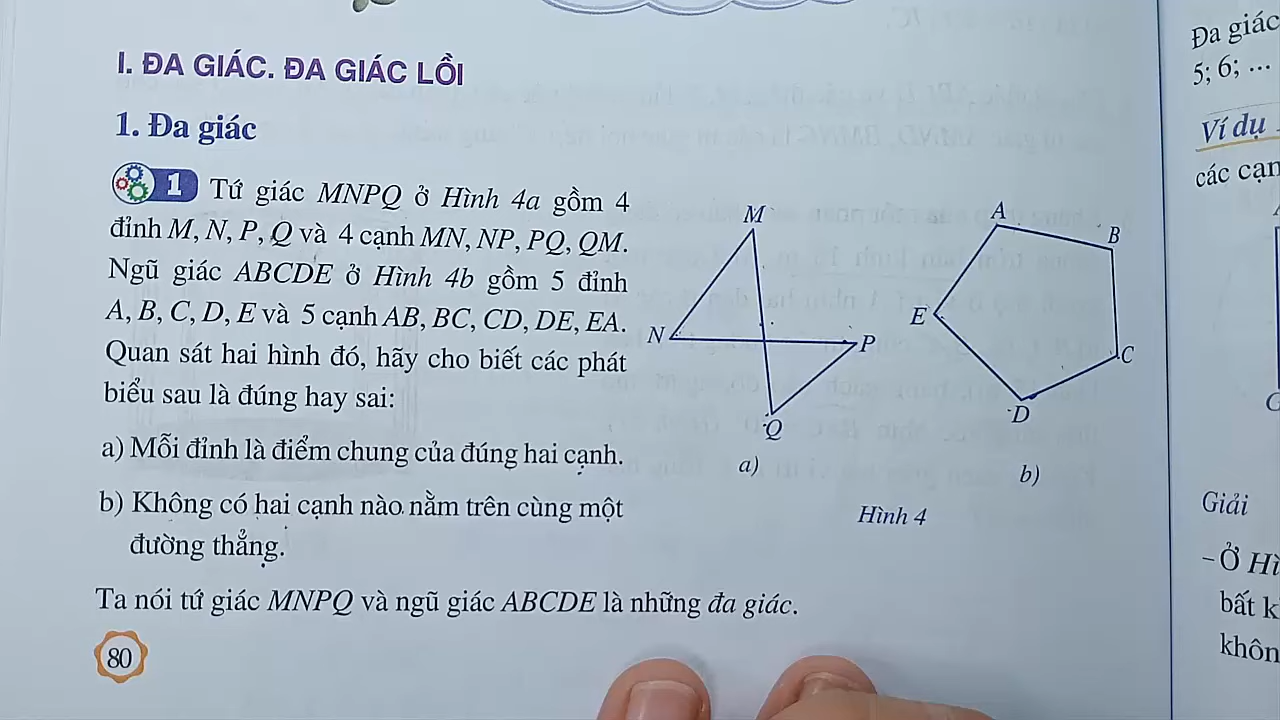 I. ĐA GIÁC. ĐA GIÁC LỒI
1. Đa giác
1 Tứ giác MNPQ ở Hình 4a gồm 4
đỉnh M, N, P, Q và 4 cạnh MN, NP, PQ, QM.
Ngũ giác ABCDE ở Hình 4b gồm 5 đỉnh
A, B, C, D, E và 5 cạnh AB, BC, CD, DE, EA.
Quan sát hai hình đó, hãy cho biết các phát
biểu sau là đúng hay sai:
a) Mỗi đỉnh là điểm chung của đúng hai cạnh.
b) Không có hai cạnh nào nằm trên cùng một
đường thẳng.
Ta nói tứ giác MNPQ và ngũ giác ABCDE là những đa giác.
80
M
N
P
Q
a)
A
B
E
C
D
b)
Hình 4
Đa giác
5; 6; ...
Ví dụ
các cạn
Giải
– Ở Hì
bất k
khôn